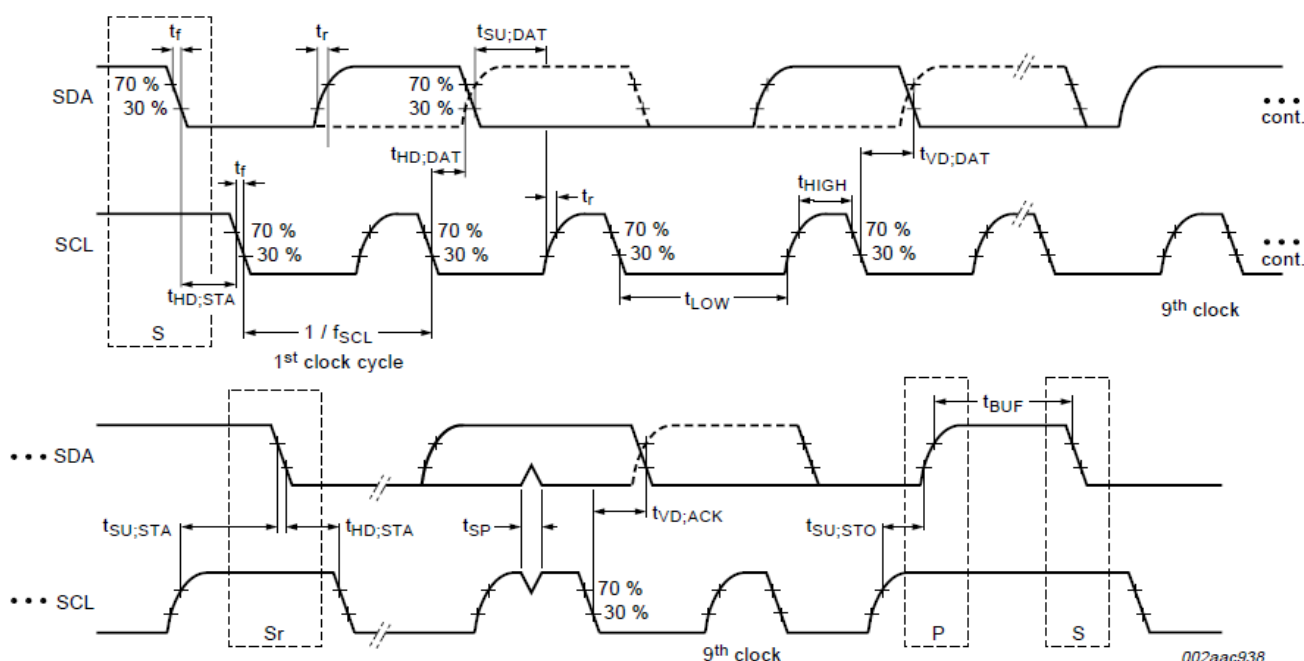 tf tr tSU;DAT
70 % 70 %
SDA
30 % 30 %
cont.
tHD;DAT tVD;DAT
tf tr tHIGH
70 % 70 % 70 % 70 %
SCL
30 % 30 % 30 % 30 %
cont.
tHD;STA tLOW
9th clock
S 1 / fSCL
1st clock cycle
tBUF
••• SDA
tSU;STA tHD;STA tSP tVD;ACK tSU;STO
70 %
••• SCL
30 %
Sr P S
9th clock
002aac938